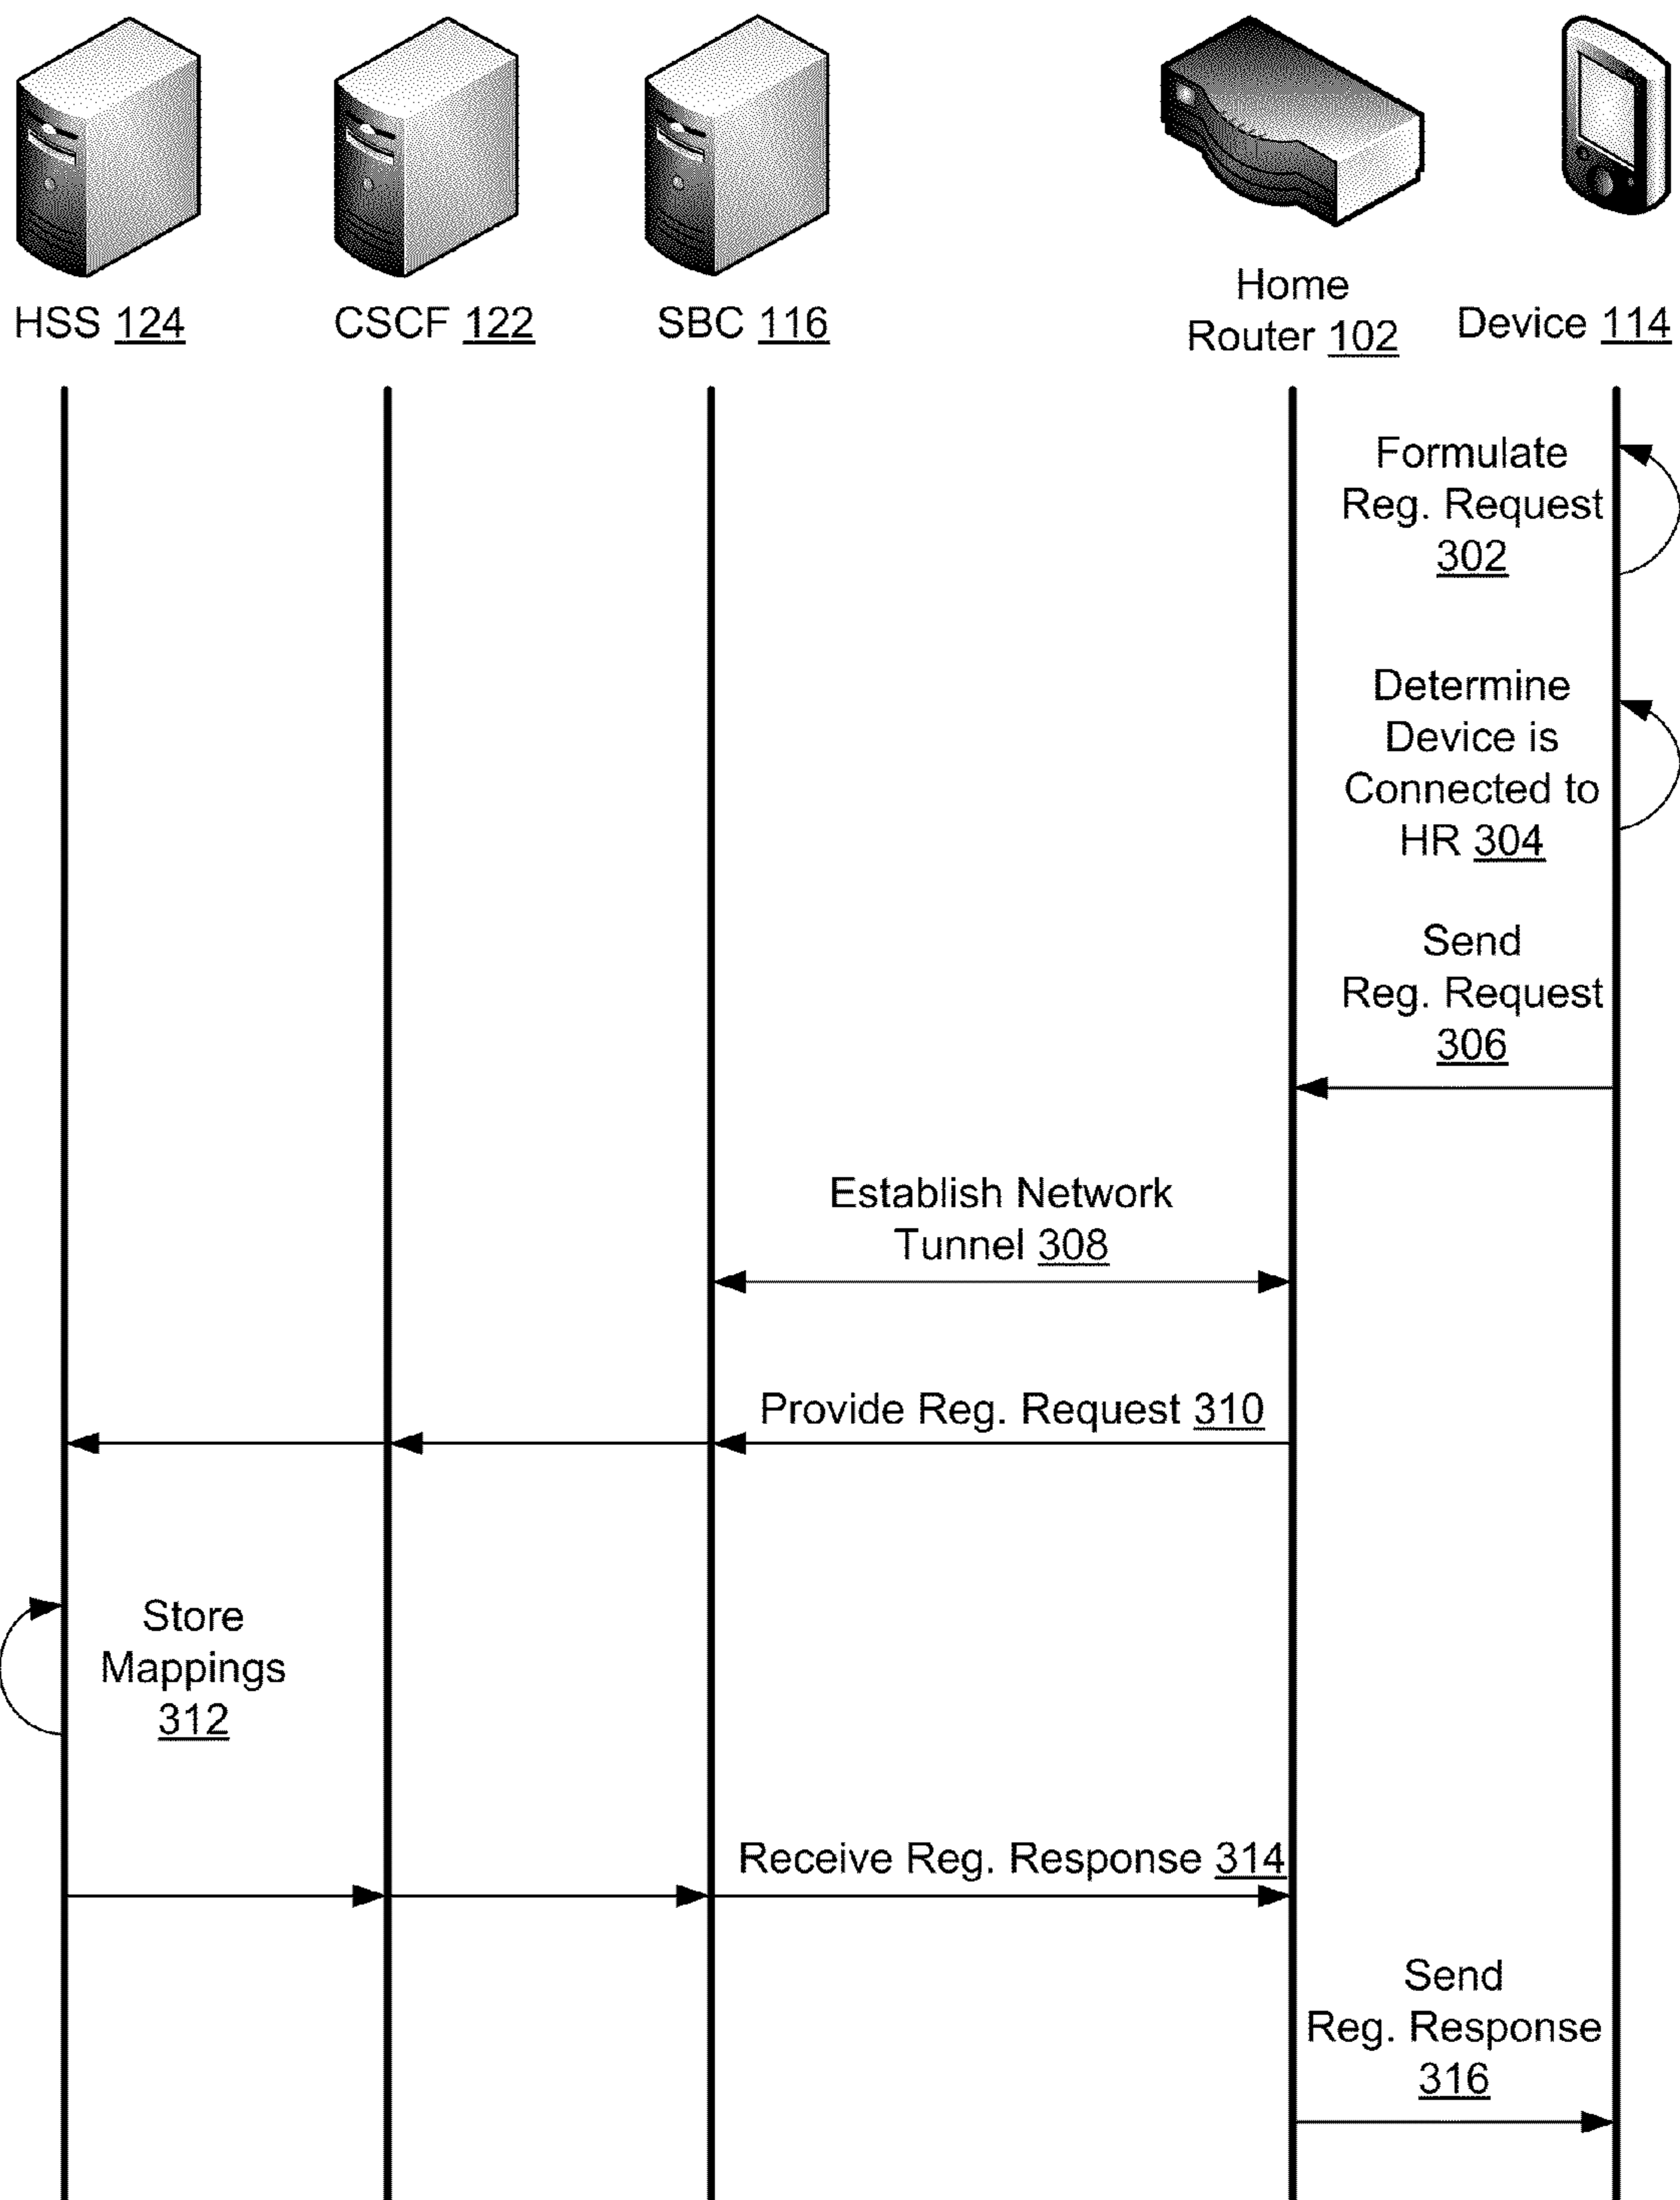 HSS 124
CSCF 122
SBC 116
Home
Router 102
Device 114
Formulate
Reg. Request
302
Determine
Device is
Connected to
HR 304
Send
Reg. Request
306
Establish Network
Tunnel 308
Provide Reg. Request 310
Store
Mappings
312
Receive Reg. Response 314
Send
Reg. Response
316